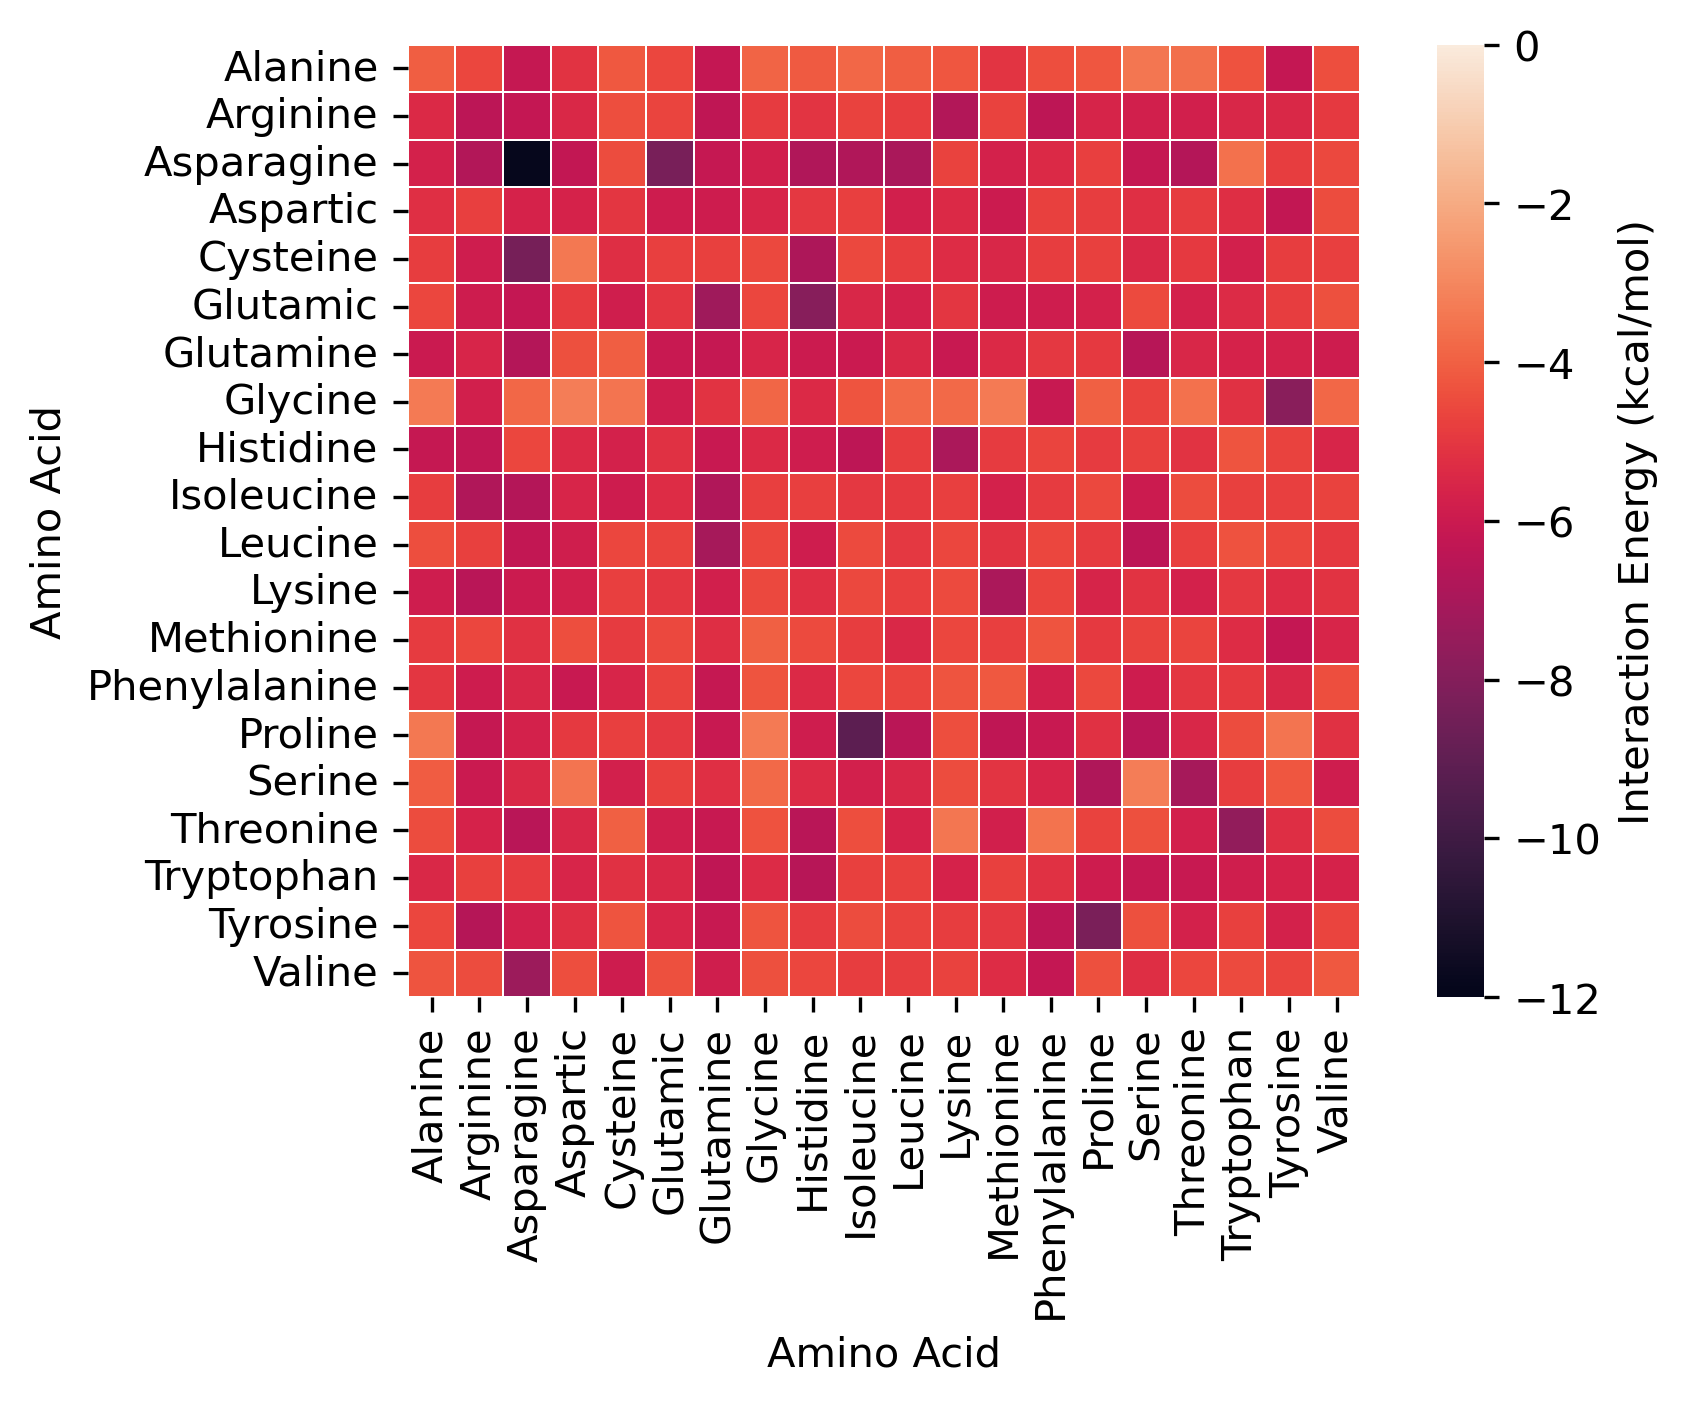 Amino Acid
Alanine
Arginine
Asparagine
Aspartic
Cysteine
Glutamic
Glutamine
Glycine
Histidine
Isoleucine
Leucine
Lysine
Methionine
Phenylalanine
Proline
Serine
Threonine
Tryptophan
Tyrosine
Valine
Alanine
Arginine
Asparagine
Aspartic
Cysteine
Glutamic
Glutamine
Glycine
Histidine
Isoleucine
Leucine
Lysine
Methionine
Phenylalanine
Proline
Serine
Threonine
Tryptophan
Tyrosine
Valine
Amino Acid
0
−2
−4
−6
−8
−10
−12
Interaction Energy (kcal/mol)